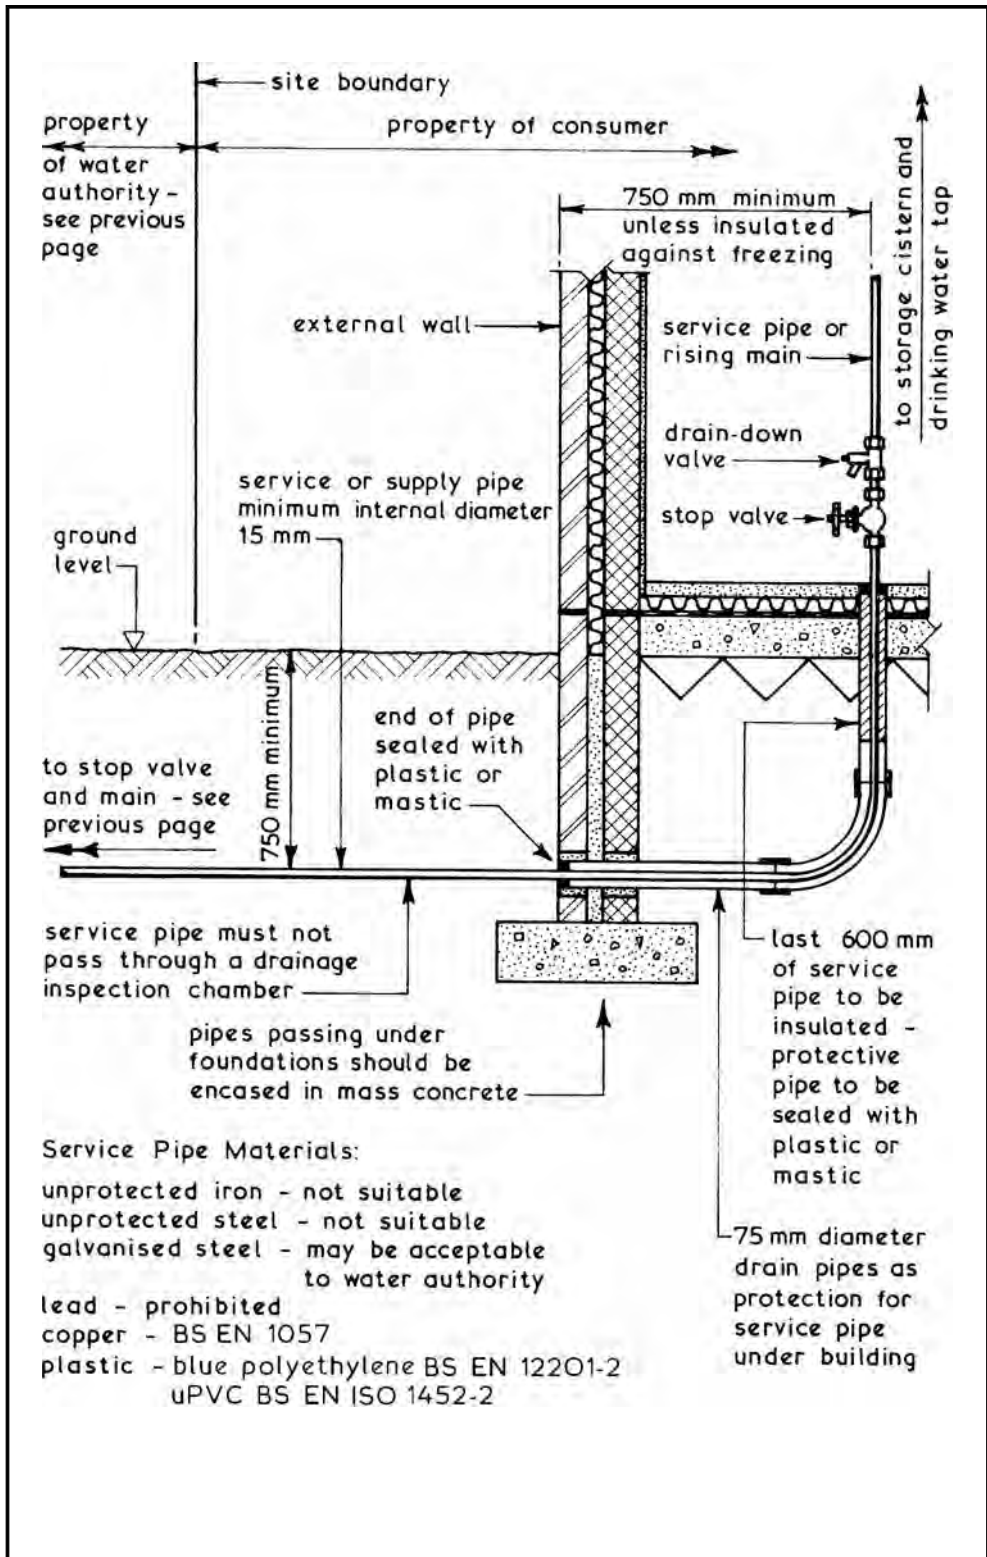 site boundary
property
of water
authority -
see previous
page
property of consumer
750 mm minimum
unless insulated
against freezing
to storage cistern and
drinking water tap
external wall
service pipe or
rising main
drain-down
valve
stop valve
service or supply pipe
minimum internal diameter
15 mm
ground
level
750 mm minimum
end of pipe
sealed with
plastic or
mastic
to stop valve
and main - see
previous page
service pipe must not
pass through a drainage
inspection chamber
pipes passing under
foundations should be
encased in mass concrete
last 600 mm
of service
pipe to be
insulated -
protective
pipe to be
sealed with
plastic or
mastic
75 mm diameter
drain pipes as
protection for
service pipe
under building
Service Pipe Materials:
unprotected iron - not suitable
unprotected steel - not suitable
galvanised steel - may be acceptable
to water authority
lead - prohibited
copper - BS EN 1057
plastic - blue polyethylene BS EN 12201-2
uPVC BS EN ISO 1452-2